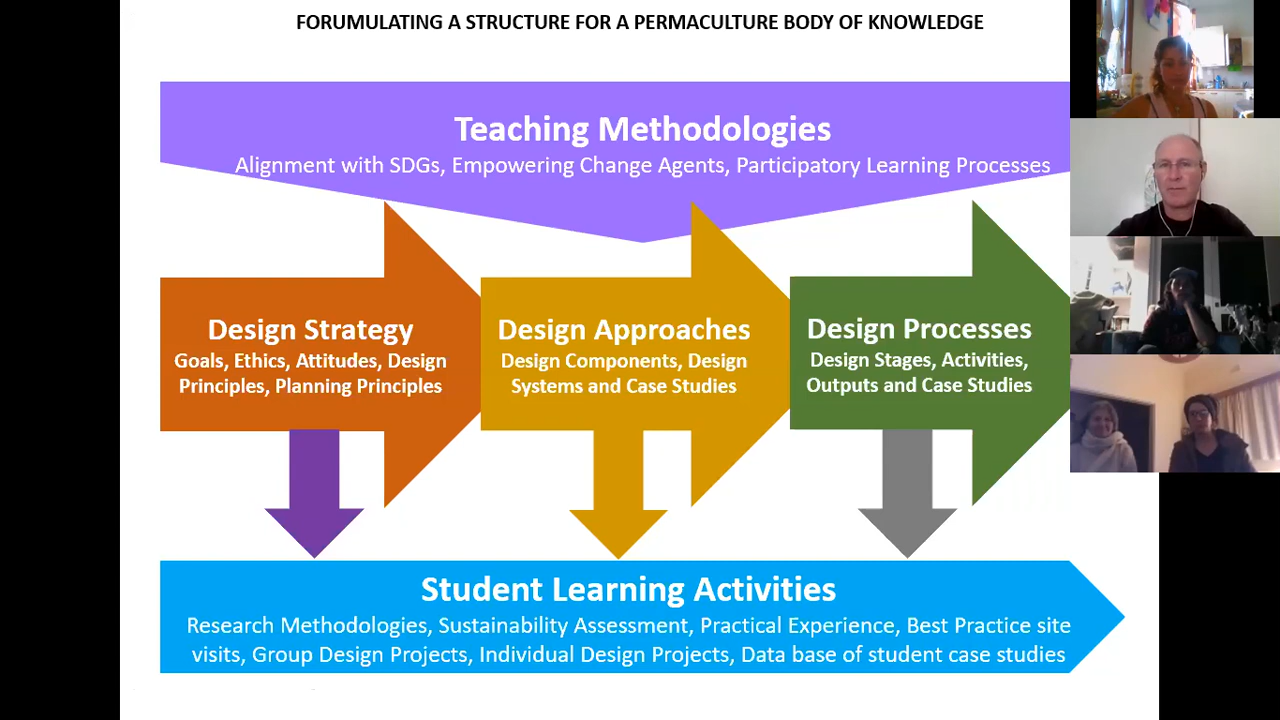 FORUMULATING A STRUCTURE FOR A PERMACULTURE BODY OF KNOWLEDGE
Teaching Methodologies
Alignment with SDGs, Empowering Change Agents, Participatory Learning Processes
Design Strategy
Goals, Ethics, Attitudes, Design
Principles, Planning Principles
Design Approaches
Design Components, Design
Systems and Case Studies
Design Processes
Design Stages, Activities,
Outputs and Case Studies
Student Learning Activities
Research Methodologies, Sustainability Assessment, Practical Experience, Best Practice site
visits, Group Design Projects, Individual Design Projects, Data base of student case studies